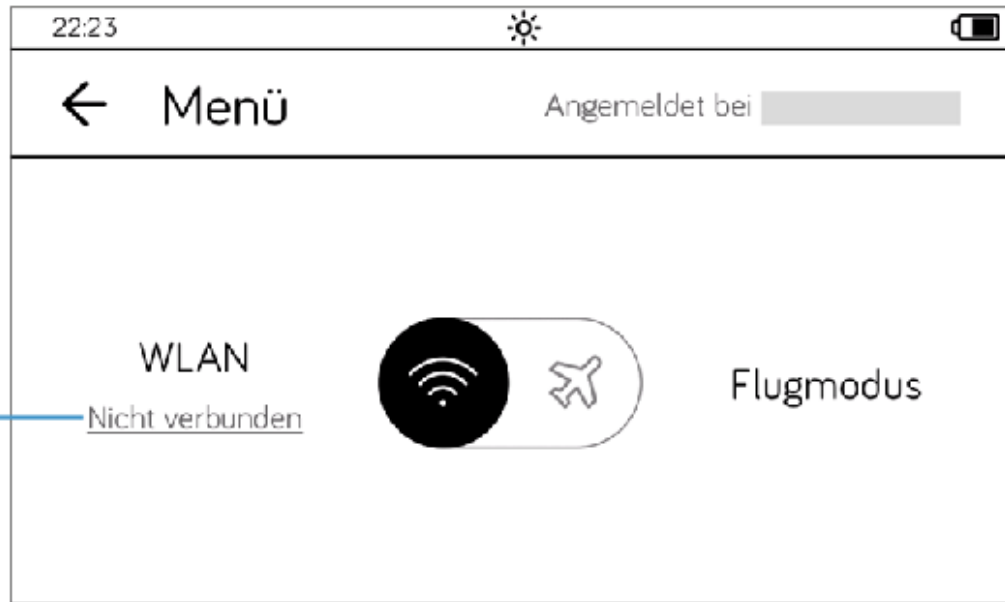 22:23
Menü
Angemeldet bei
WLAN
Nicht verbunden
Flugmodus